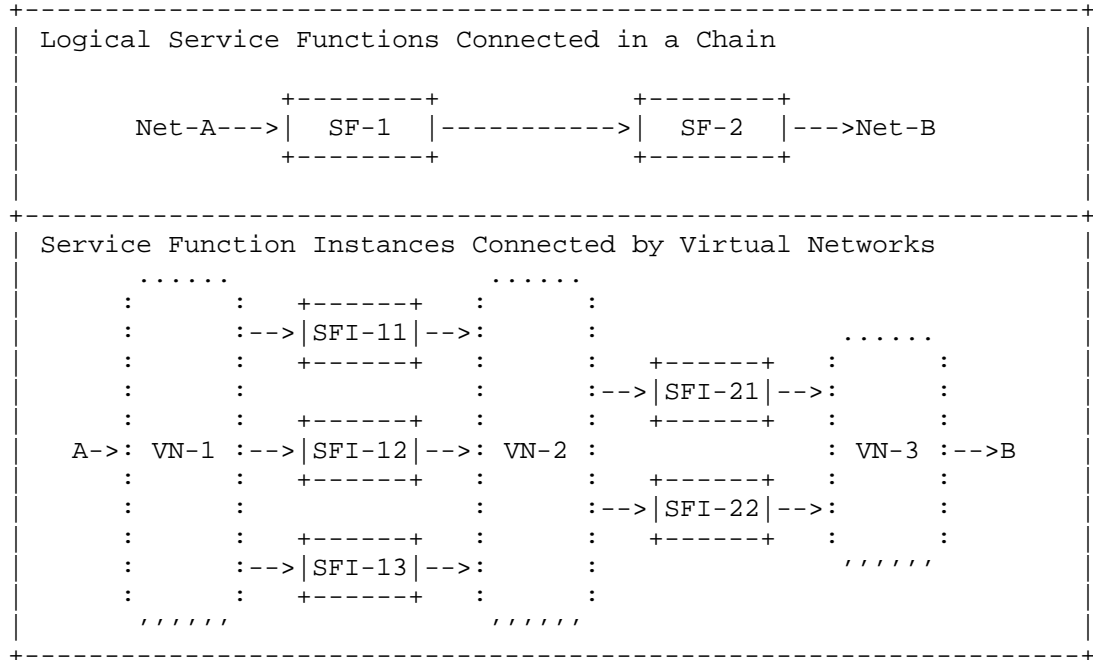 +------------------------------------------------------------------+
| Logical Service Functions Connected in a Chain                   |
|                                                                  |
|                +--------+            +--------+                  |
|       Net-A--->|  SF-1  |----------->|  SF-2  |--->Net-B         |
|                +--------+            +--------+                  |
|                                                                  |
+------------------------------------------------------------------+
| Service Function Instances Connected by Virtual Networks         |
|       ......                ......                               |
|      :      :   +------+   :      :                              |
|      :      :-->|SFI-11|-->:      :               ......         |
|      :      :   +------+   :      :   +------+   :      :        |
|      :      :              :      :-->|SFI-21|-->:      :        |
|      :      :   +------+   :      :   +------+   :      :        |
|   A->: VN-1 :-->|SFI-12|-->: VN-2 :              : VN-3 :-->B    |
|      :      :   +------+   :      :   +------+   :      :        |
|      :      :              :      :-->|SFI-22|-->:      :        |
|      :      :   +------+   :      :   +------+   :      :        |
|      :      :-->|SFI-13|-->:      :               ''''''         |
|      :      :   +------+   :      :                              |
|       ''''''                ''''''                               |
+------------------------------------------------------------------+